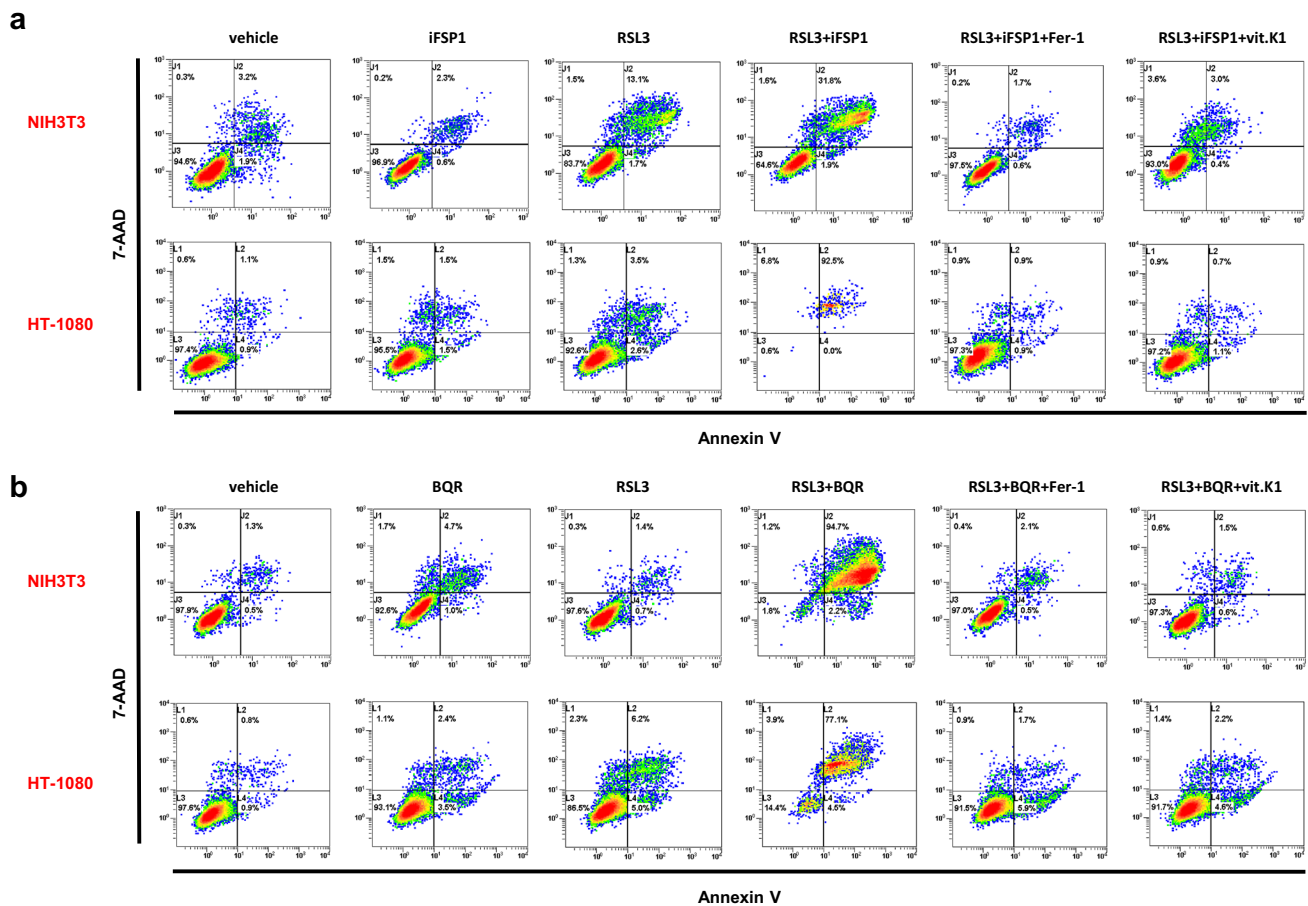 a
vehicle iFSP1 RSL3 RSL3+iFSP1 RSL3+iFSP1+Fer-1 RSL3+iFSP1+vit.K1
NIH3T3
J1 0.3% J2 3.2% J3 94.6% J4 1.9%
J1 0.2% J2 2.3% J3 96.9% J4 0.6%
J1 1.5% J2 13.1% J3 83.7% J4 1.7%
J1 1.6% J2 31.8% J3 64.6% J4 1.9%
J1 0.2% J2 1.7% J3 97.5% J4 0.6%
J1 3.6% J2 3.0% J3 93.0% J4 0.4%
7-AAD
HT-1080
L1 0.6% L2 1.1% L3 97.4% L4 0.9%
L1 1.5% L2 1.5% L3 95.5% L4 1.5%
L1 1.3% L2 3.5% L3 92.6% L4 2.6%
L1 6.8% L2 92.5% L3 0.6% L4 0.0%
L1 0.9% L2 0.9% L3 97.3% L4 0.9%
L1 0.9% L2 0.7% L3 97.2% L4 1.1%
Annexin V
b
vehicle BQR RSL3 RSL3+BQR RSL3+BQR+Fer-1 RSL3+BQR+vit.K1
NIH3T3
J1 0.3% J2 1.3% J3 97.9% J4 0.5%
J1 1.7% J2 4.7% J3 92.6% J4 1.0%
J1 0.3% J2 1.4% J3 97.6% J4 0.7%
J1 1.2% J2 94.7% J3 1.8% J4 2.2%
J1 0.4% J2 2.1% J3 97.0% J4 0.5%
J1 0.6% J2 1.5% J3 97.3% J4 0.6%
7-AAD
HT-1080
L1 0.6% L2 0.8% L3 97.6% L4 0.9%
L1 1.1% L2 2.4% L3 93.1% L4 3.5%
L1 2.3% L2 6.2% L3 86.5% L4 5.0%
L1 3.9% L2 77.1% L3 14.4% L4 4.5%
L1 0.9% L2 1.7% L3 91.5% L4 5.9%
L1 1.4% L2 2.2% L3 91.7% L4 4.6%
Annexin V